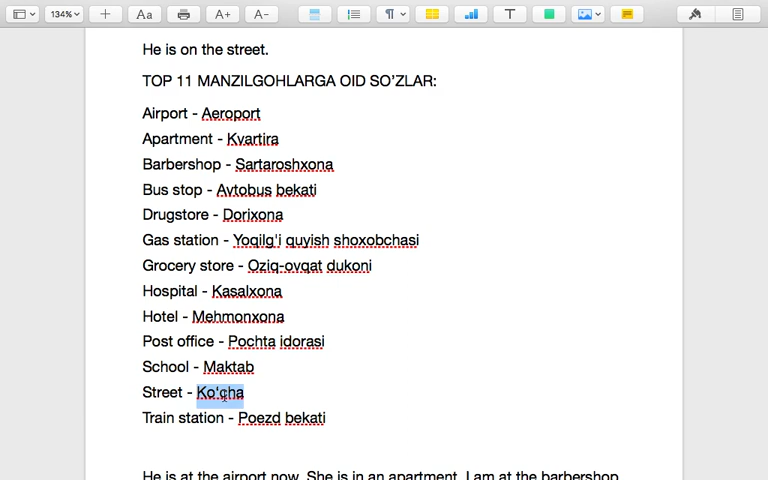 134%
Aa
A+
A-
¶
T
He is on the street.
TOP 11 MANZILGOHLARGA OID SO'ZLAR:
Airport - Aeroport
Apartment - Kvartira
Barbershop - Sartaroshxona
Bus stop - Avtobus bekati
Drugstore - Dorixona
Gas station - Yoqilg'i quyish shoxobchasi
Grocery store - Oziq-ovqat dukoni
Hospital - Kasalxona
Hotel - Mehmonxona
Post office - Pochta idorasi
School - Maktab
Street - Ko'cha
Train station - Poezd bekati
He is at the airport now. She is in an apartment. I am at the barbershop.